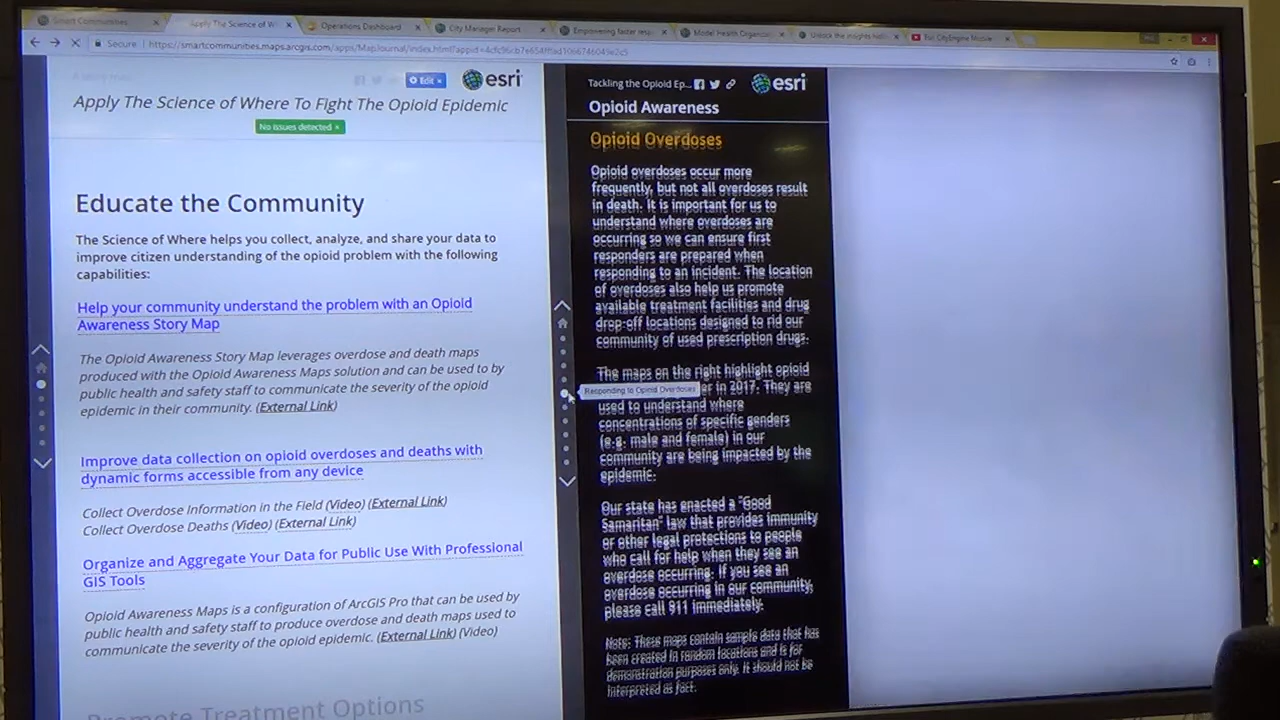 Smart Communities
Apply The Science of W
Operations Dashboard
City Manager Report
Empowering faster resp
Model Health Organiz
Unlock the insights
For CityEngine Module
Secure
https://smartcommunities.maps.arcgis.com/apps/MapJournal/index.html?appid=
A story map
Edit
esri
Apply The Science of Where To Fight The Opioid Epidemic
No issues detected
Educate the Community
The Science of Where helps you collect, analyze, and share your data to
improve citizen understanding of the opioid problem with the following
capabilities:
Help your community understand the problem with an Opioid
Awareness Story Map
The Opioid Awareness Story Map leverages overdose and death maps
produced with the Opioid Awareness Maps solution and can be used to by
public health and safety staff to communicate the severity of the opioid
epidemic in their community. (External Link)
Improve data collection on opioid overdoses and deaths with
dynamic forms accessible from any device
Collect Overdose Information in the Field (Video) (External Link)
Collect Overdose Deaths (Video) (External Link)
Organize and Aggregate Your Data for Public Use With Professional
GIS Tools
Opioid Awareness Maps is a configuration of ArcGIS Pro that can be used by
public health and safety staff to produce overdose and death maps used to
communicate the severity of the opioid epidemic. (External Link) (Video)
Promote Treatment Options
Tackling the Opioid Ep...
esri
Opioid Awareness
Opioid Overdoses
Opioid overdoses occur more
frequently, but not all overdoses result
in death. It is important for us to
understand where overdoses are
occurring so we can ensure first
responders are prepared when
responding to an incident. The location
of overdoses also help us promote
available treatment facilities and drug
drop-off locations designed to rid our
community of used prescription drugs.
The maps on the right highlight opioid
Responding to Opioid Overdoses
er in 2017. They are
used to understand where
concentrations of specific genders
(e.g. male and female) in our
community are being impacted by the
epidemic.
Our state has enacted a "Good
Samaritan" law that provides immunity
or other legal protections to people
who call for help when they see an
overdose occurring. If you see an
overdose occurring in our community,
please call 911 immediately.
Note: These maps contain sample data that has
been created in random locations and is for
demonstration purposes only. It should not be
interpreted as fact.